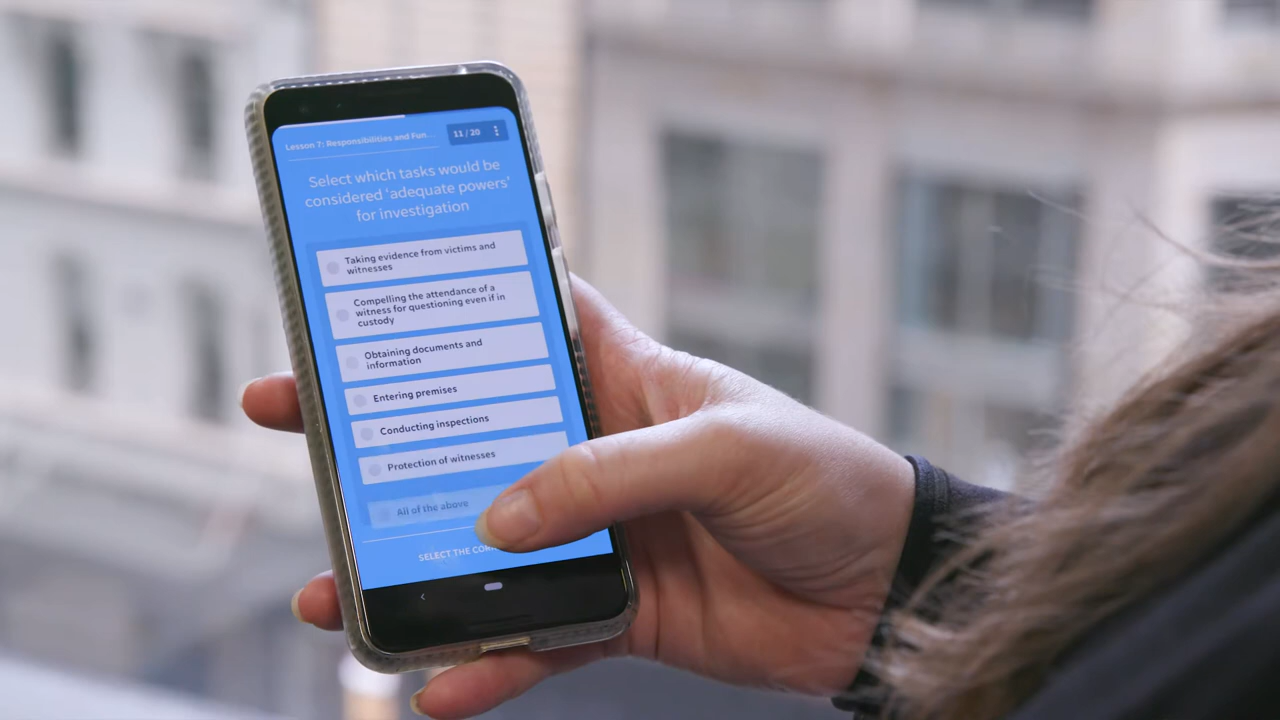 Lesson 7: Responsibilities and Fun...
11 / 20
Select which tasks would be
considered 'adequate powers'
for investigation
Taking evidence from victims and
witnesses
Compelling the attendance of a
witness for questioning even if in
custody
Obtaining documents and
information
Entering premises
Conducting inspections
Protection of witnesses
All of the above
SELECT THE